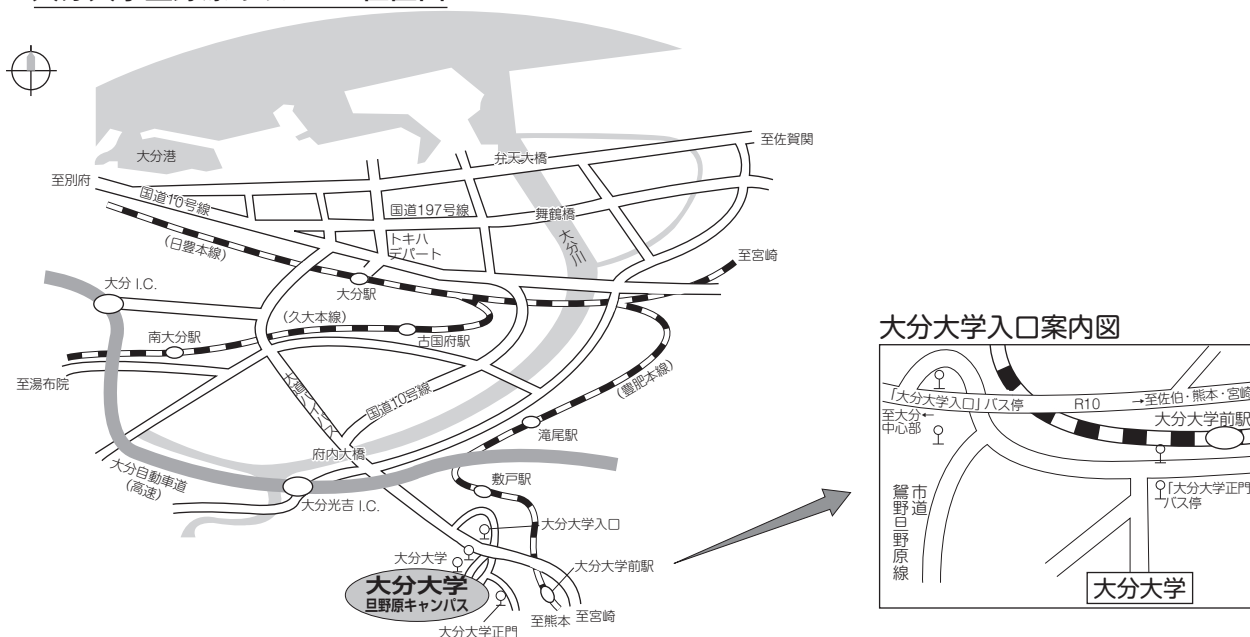 大分港
至佐賀関
弁天大橋
至別府
国道10号線
国道197号線
舞鶴橋
トキハ
デパート
大分川
(日豊本線)
至宮崎
大分 I.C.
大分駅
(久大本線)
南大分駅
古国府駅
至湯布院
大道バイパス
国道10号線
(豊肥本線)
滝尾駅
府内大橋
大分自動車道
(高速)
敷戸駅
大分光吉 I.C.
大分大学入口
大分大学
大分大学前駅
大分大学
旦野原キャンパス
大分大学正門
至熊本
至宮崎
大分大学入口案内図
「大分大学入口」バス停
R10
→至佐伯・熊本・宮崎
至大分←
中心部
大分大学前駅
市道
鴛野旦野原線
「大分大学正門
バス停
大分大学